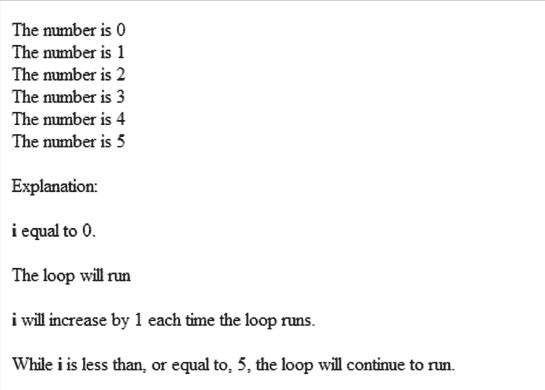 The number is 0
The number is 1
The number is 2
The number is 3
The number is 4
The number is 5
Explanation:
i equal to 0.
The loop will run
i will increase by 1 each time the loop runs.
While i is less than, or equal to, 5, the loop will continue to run.